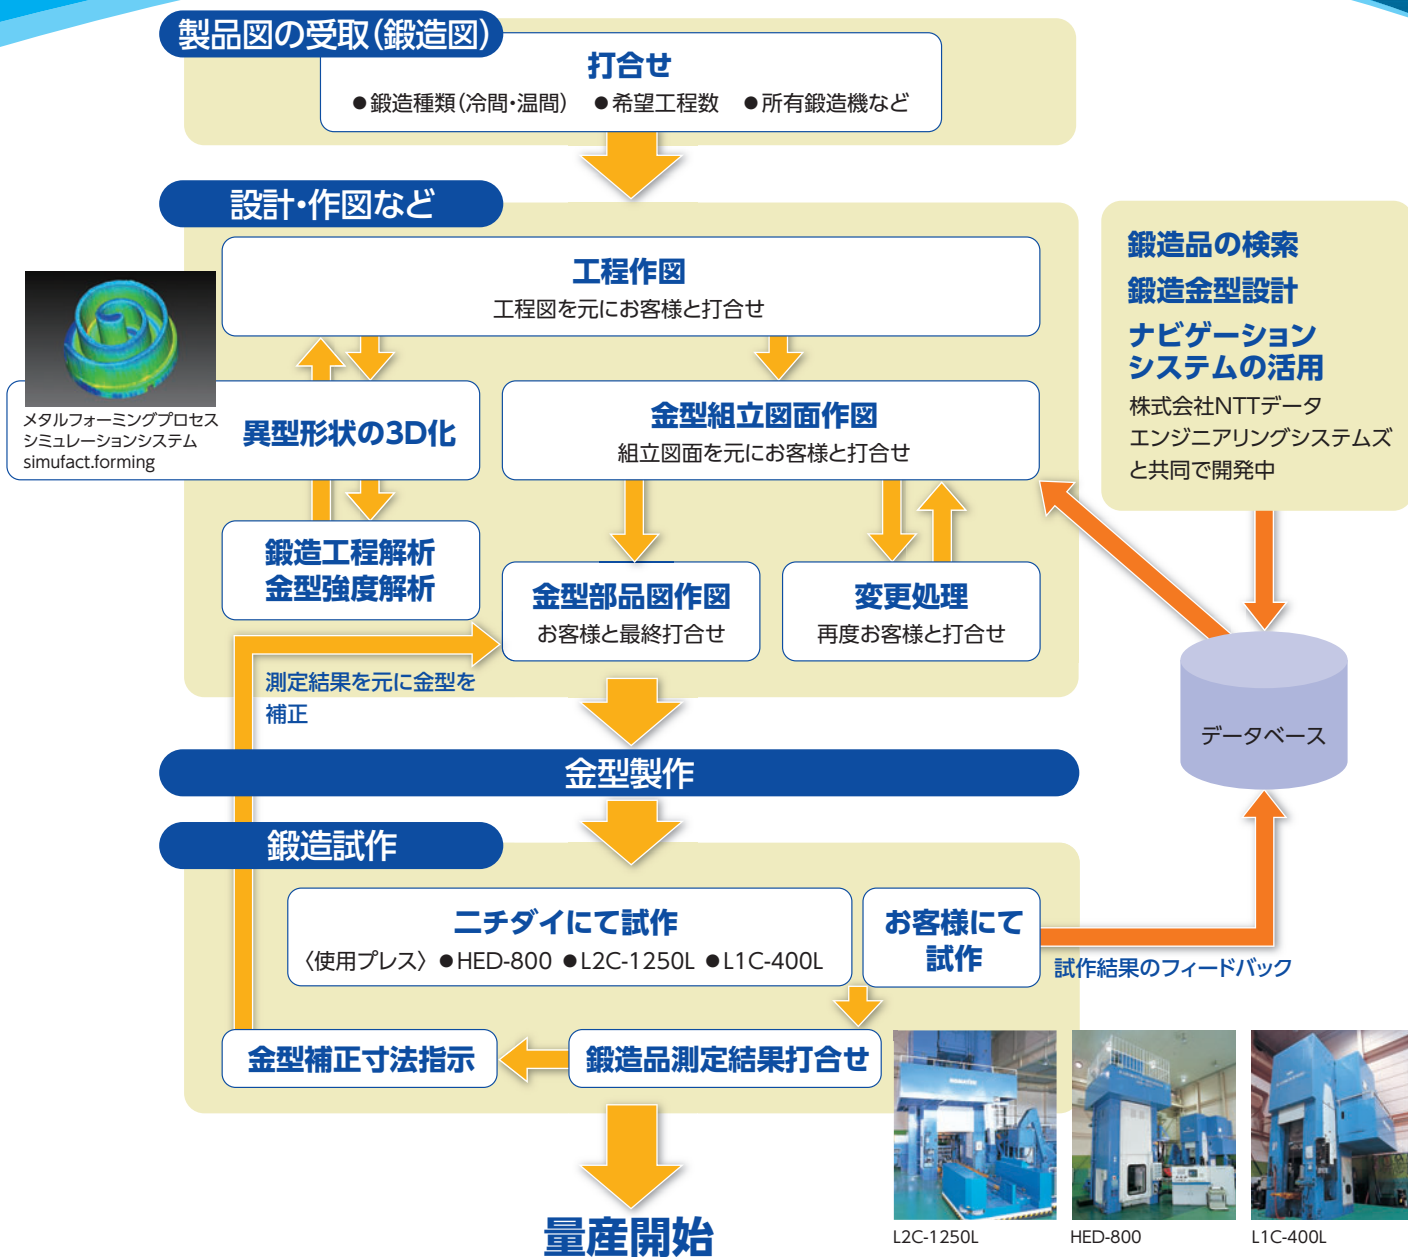 製品図の受取(鍛造図)
打合せ
●鍛造種類(冷間・温間) ●希望工程数 ●所有鍛造機など
設計・作図など
工程作図
工程図を元にお客様と打合せ
メタルフォーミングプロセス
シミュレーションシステム
simufact.forming
異型形状の3D化
金型組立図面作図
組立図面を元にお客様と打合せ
鍛造工程解析
金型強度解析
金型部品図作図
お客様と最終打合せ
変更処理
再度お客様と打合せ
測定結果を元に金型を
補正
鍛造品の検索
鍛造金型設計
ナビゲーション
システムの活用
株式会社NTTデータ
エンジニアリングシステムズ
と共同で開発中
データベース
金型製作
鍛造試作
ニチダイにて試作
〈使用プレス〉 ●HED-800 ●L2C-1250L ●L1C-400L
お客様にて
試作
試作結果のフィードバック
金型補正寸法指示
鍛造品測定結果打合せ
量産開始
L2C-1250L
HED-800
L1C-400L